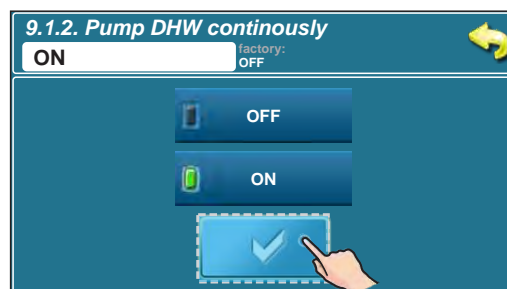 9.1.2. Pump DHW continously
ON
factory:
OFF
OFF
ON